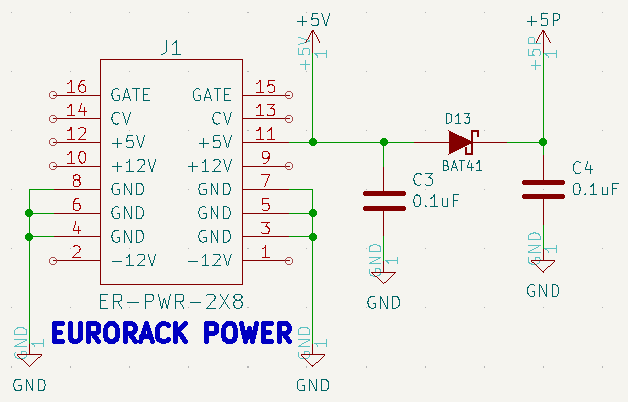 +5V
+5V
1
+5P
+5P
1
J1
16 GATE GATE 15
14 CV CV 13
12 +5V +5V 11
10 +12V +12V 9
8 GND GND 7
6 GND GND 5
4 GND GND 3
2 -12V -12V 1
D13
BAT41
C3
0.1uF
C4
0.1uF
GND
1
GND
GND
1
GND
ER-PWR-2X8
EURORACK POWER
GND
1
GND
GND
1
GND